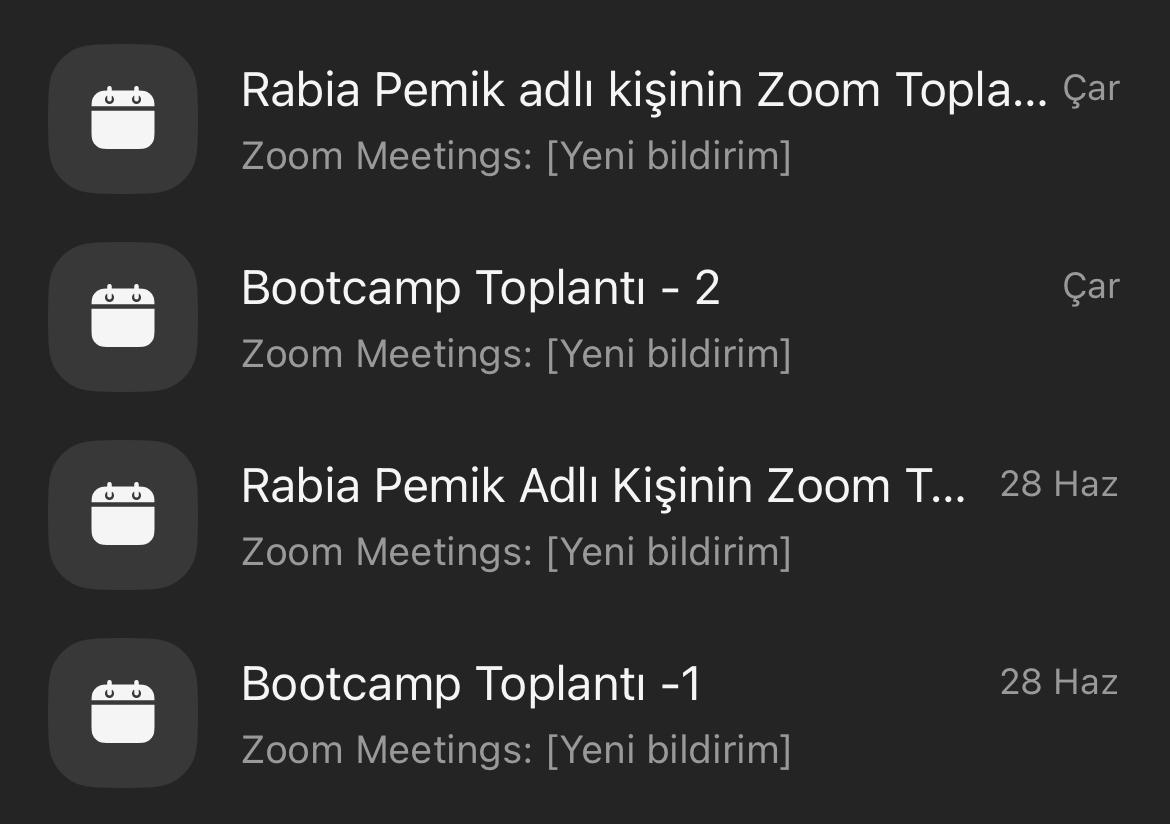 Rabia Pemik adlı kişinin Zoom Topla... Çar
Zoom Meetings: [Yeni bildirim]
Bootcamp Toplantı - 2 Çar
Zoom Meetings: [Yeni bildirim]
Rabia Pemik Adlı Kişinin Zoom T... 28 Haz
Zoom Meetings: [Yeni bildirim]
Bootcamp Toplantı -1 28 Haz
Zoom Meetings: [Yeni bildirim]